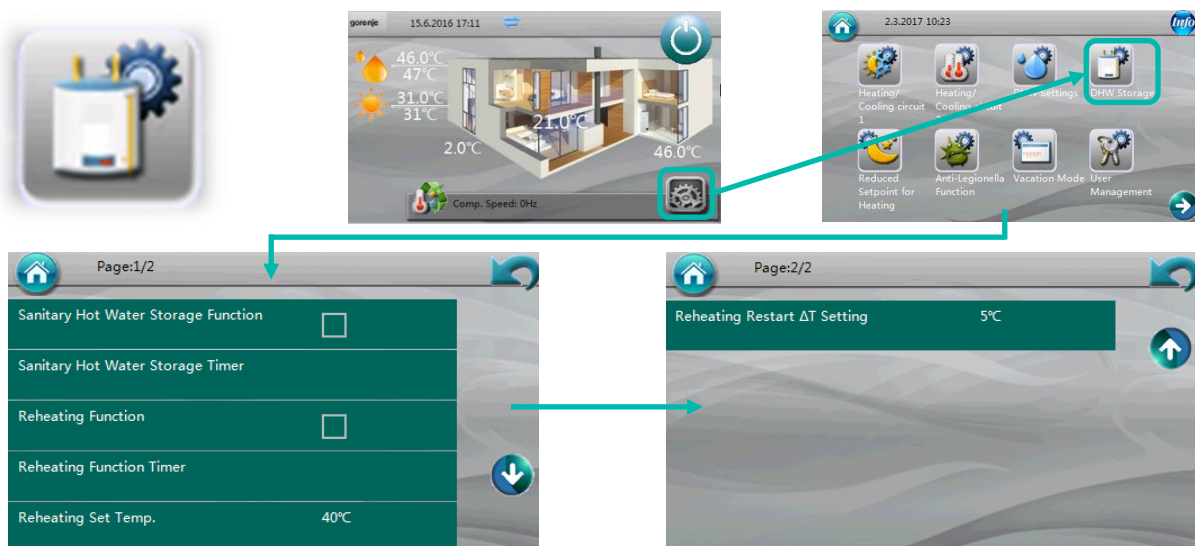 gorenje 15.6.2016 17:11
46.0℃
47℃
31.0℃
31℃
21.0℃
2.0℃
46.0℃
Comp. Speed: 0Hz
2.3.2017 10:23
Info
Heating/
Cooling circuit
1
Heating/
Cooling circuit
DHW Settings
DHW Storage
Reduced
Setpoint for
Heating
Anti-Legionella
Function
Vacation Mode
User
Management
Page:1/2
Sanitary Hot Water Storage Function
Sanitary Hot Water Storage Timer
Reheating Function
Reheating Function Timer
Reheating Set Temp. 40℃
Page:2/2
Reheating Restart ΔT Setting 5℃